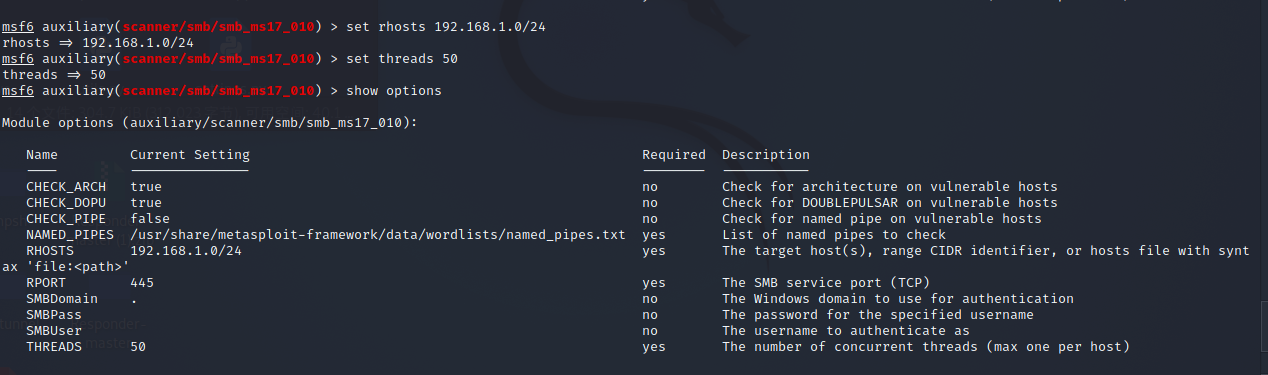 msf6 auxiliary(scanner/smb/smb_ms17_010) > set rhosts 192.168.1.0/24
rhosts => 192.168.1.0/24
msf6 auxiliary(scanner/smb/smb_ms17_010) > set threads 50
threads => 50
msf6 auxiliary(scanner/smb/smb_ms17_010) > show options
Module options (auxiliary/scanner/smb/smb_ms17_010):
Name Current Setting Required Description
---- --------------- -------- -----------
CHECK_ARCH true no Check for architecture on vulnerable hosts
CHECK_DOPU true no Check for DOUBLEPULSAR on vulnerable hosts
CHECK_PIPE false no Check for named pipe on vulnerable hosts
NAMED_PIPES /usr/share/metasploit-framework/data/wordlists/named_pipes.txt yes List of named pipes to check
RHOSTS 192.168.1.0/24 yes The target host(s), range CIDR identifier, or hosts file with synt
ax 'file:<path>'
RPORT 445 yes The SMB service port (TCP)
SMBDomain . no The Windows domain to use for authentication
SMBPass no The password for the specified username
SMBUser no The username to authenticate as
THREADS 50 yes The number of concurrent threads (max one per host)